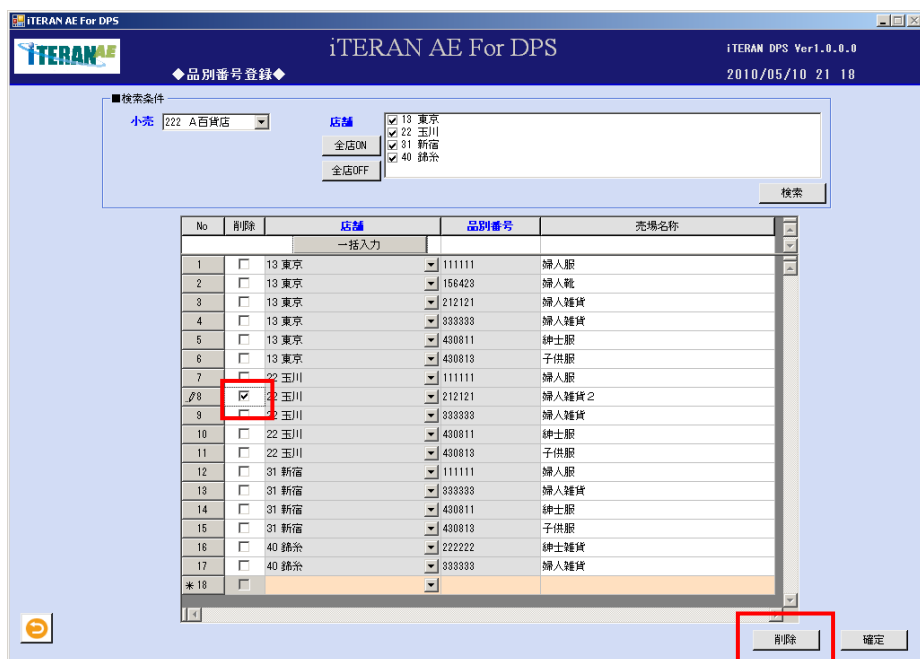 iTERAN AE For DPS
iTERAN AE
iTERAN AE For DPS
iTERAN DPS Ver1.0.0.0
◆品別番号登録◆
2010/05/10 21 18
■検索条件
小売 222 A百貨店
店舗
全店ON
全店OFF
13 東京
22 玉川
31 新宿
40 錦糸
検索
No 削除 店舗 品別番号 売場名称
一括入力
1 13 東京 111111 婦人服
2 13 東京 156423 婦人靴
3 13 東京 212121 婦人雑貨
4 13 東京 333333 婦人雑貨
5 13 東京 430811 紳士服
6 13 東京 430813 子供服
7 22 玉川 111111 婦人服
8 22 玉川 212121 婦人雑貨2
9 22 玉川 333333 婦人雑貨
10 22 玉川 430811 紳士服
11 22 玉川 430813 子供服
12 31 新宿 111111 婦人服
13 31 新宿 333333 婦人雑貨
14 31 新宿 430811 紳士服
15 31 新宿 430813 子供服
16 40 錦糸 222222 紳士雑貨
17 40 錦糸 333333 婦人雑貨
* 18
削除 確定